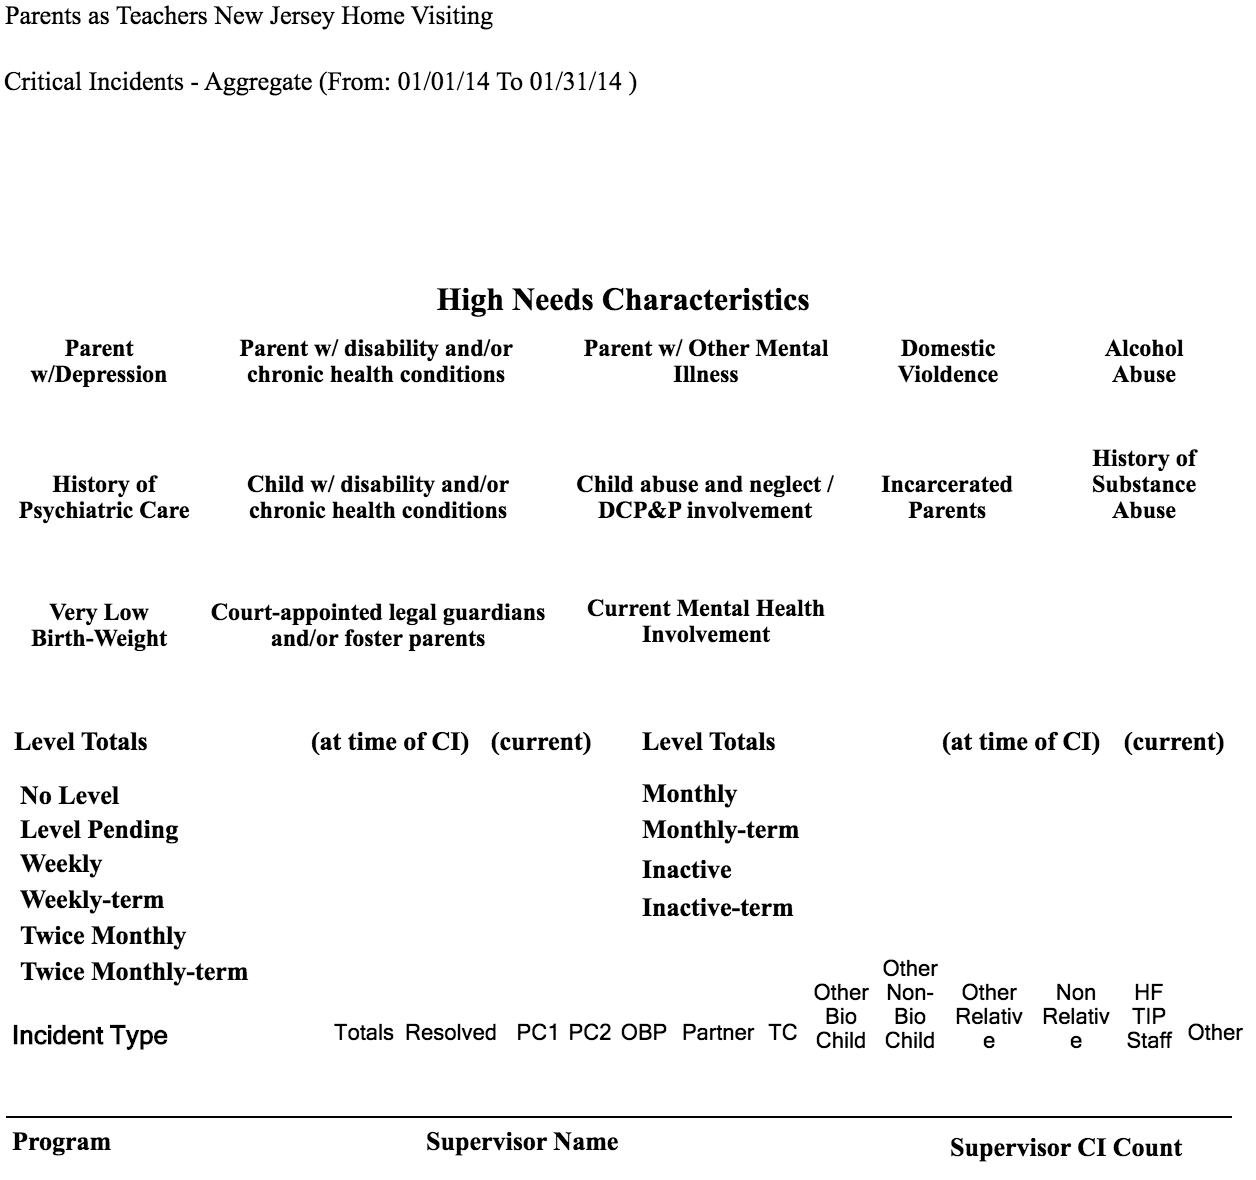 Parents as Teachers New Jersey Home Visiting
Critical Incidents - Aggregate (From: 01/01/14 To 01/31/14 )
High Needs Characteristics
Parent w/Depression
Parent w/ disability and/or chronic health conditions
Parent w/ Other Mental Illness
Domestic Violdence
Alcohol Abuse
History of Psychiatric Care
Child w/ disability and/or chronic health conditions
Child abuse and neglect / DCP&P involvement
Incarcerated Parents
History of Substance Abuse
Very Low Birth-Weight
Court-appointed legal guardians and/or foster parents
Current Mental Health Involvement
Level Totals (at time of CI) (current)
No Level
Level Pending
Weekly
Weekly-term
Twice Monthly
Twice Monthly-term
Level Totals (at time of CI) (current)
Monthly
Monthly-term
Inactive
Inactive-term
Incident Type Totals Resolved PC1 PC2 OBP Partner TC
Other Bio Child
Other Non-Bio Child
Other Relativ e
Non Relativ e
HF TIP Staff
Other
Program Supervisor Name Supervisor CI Count